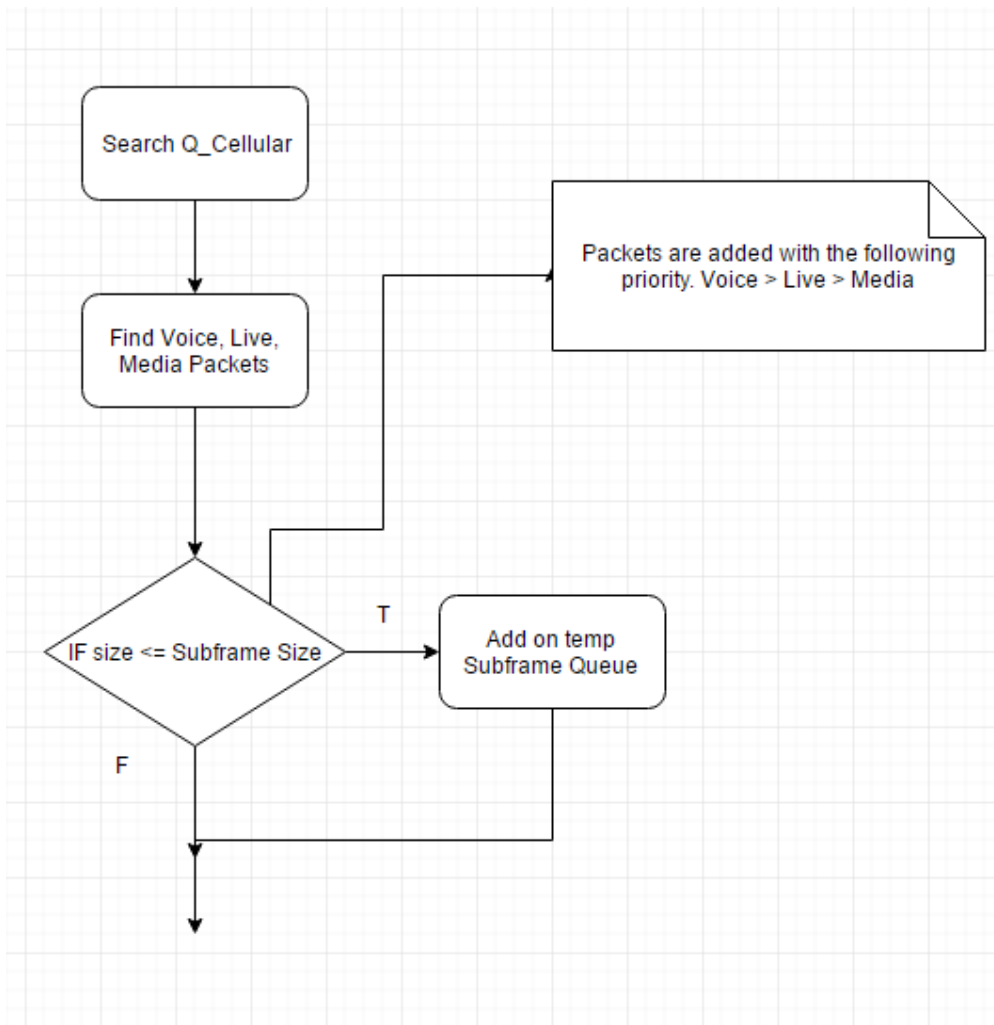 Search Q_Cellular
Packets are added with the following
priority. Voice > Live > Media
Find Voice, Live,
Media Packets
IF size <= Subframe Size
T
Add on temp
Subframe Queue
F